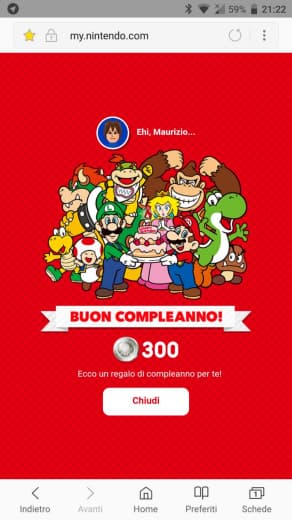 59% 21:22
my.nintendo.com
Ehi, Maurizio...
BUON COMPLEANNO!
300
Ecco un regalo di compleanno per te!
Chiudi
Indietro Avanti Home Preferiti Schede
1